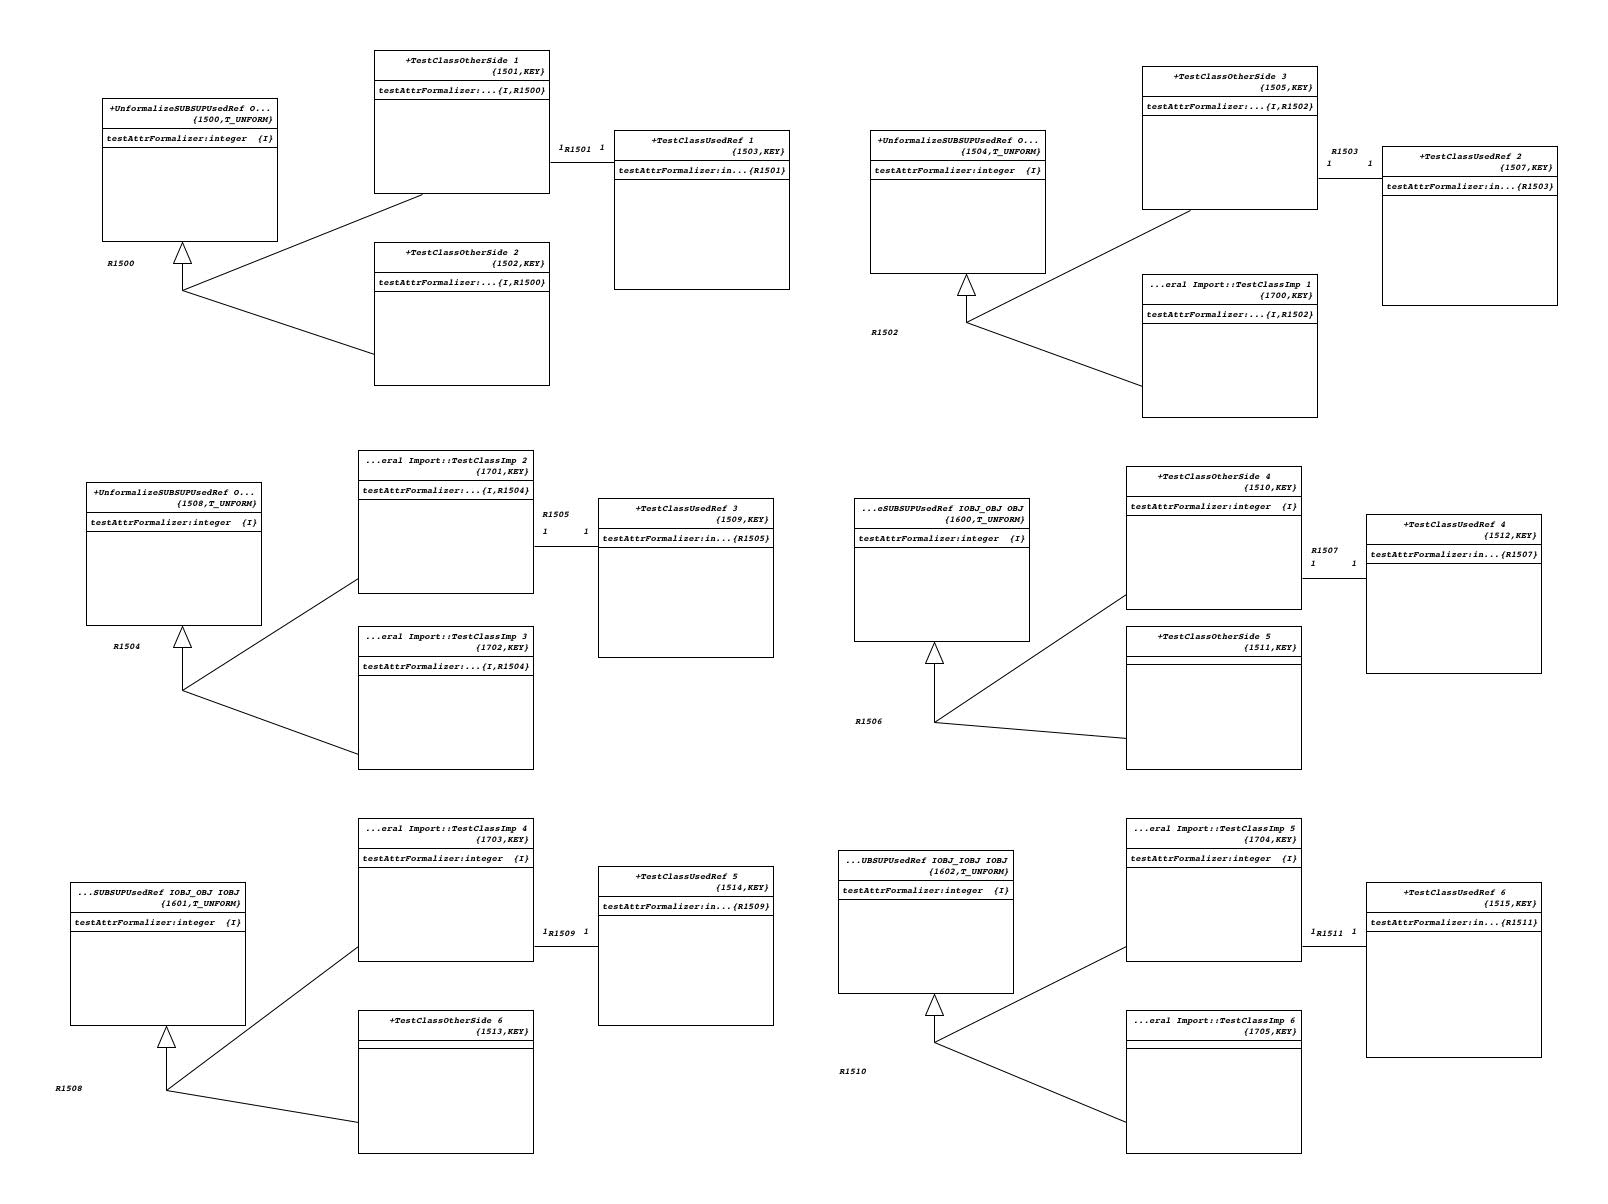 +TestClassOtherSide 1
{1501,KEY}
testAttrFormalizer:...{I,R1500}
+UnformalizeSUBSUPUsedRef O...
{1500,T_UNFORM}
testAttrFormalizer:integer {I}
1 R1501 1
+TestClassUsedRef 1
{1503,KEY}
testAttrFormalizer:in...{R1501}
R1500
+TestClassOtherSide 2
{1502,KEY}
testAttrFormalizer:...{I,R1500}
+TestClassOtherSide 3
{1505,KEY}
testAttrFormalizer:...{I,R1502}
+UnformalizeSUBSUPUsedRef O...
{1504,T_UNFORM}
testAttrFormalizer:integer {I}
R1503
1 1
+TestClassUsedRef 2
{1507,KEY}
testAttrFormalizer:in...{R1503}
R1502
...eral Import::TestClassImp 1
{1700,KEY}
testAttrFormalizer:...{I,R1502}
...eral Import::TestClassImp 2
{1701,KEY}
testAttrFormalizer:...{I,R1504}
+UnformalizeSUBSUPUsedRef O...
{1508,T_UNFORM}
testAttrFormalizer:integer {I}
R1505
1 1
+TestClassUsedRef 3
{1509,KEY}
testAttrFormalizer:in...{R1505}
R1504
...eral Import::TestClassImp 3
{1702,KEY}
testAttrFormalizer:...{I,R1504}
+TestClassOtherSide 4
{1510,KEY}
testAttrFormalizer:integer {I}
...eSUBSUPUsedRef IOBJ_OBJ OBJ
{1600,T_UNFORM}
testAttrFormalizer:integer {I}
R1507
1 1
+TestClassUsedRef 4
{1512,KEY}
testAttrFormalizer:in...{R1507}
R1506
+TestClassOtherSide 5
{1511,KEY}
...eral Import::TestClassImp 4
{1703,KEY}
testAttrFormalizer:integer {I}
...SUBSUPUsedRef IOBJ_OBJ IOBJ
{1601,T_UNFORM}
testAttrFormalizer:integer {I}
1 R1509 1
+TestClassUsedRef 5
{1514,KEY}
testAttrFormalizer:in...{R1509}
R1508
+TestClassOtherSide 6
{1513,KEY}
...eral Import::TestClassImp 5
{1704,KEY}
testAttrFormalizer:integer {I}
...UBSUPUsedRef IOBJ_IOBJ IOBJ
{1602,T_UNFORM}
testAttrFormalizer:integer {I}
1 R1511 1
+TestClassUsedRef 6
{1515,KEY}
testAttrFormalizer:in...{R1511}
R1510
...eral Import::TestClassImp 6
{1705,KEY}